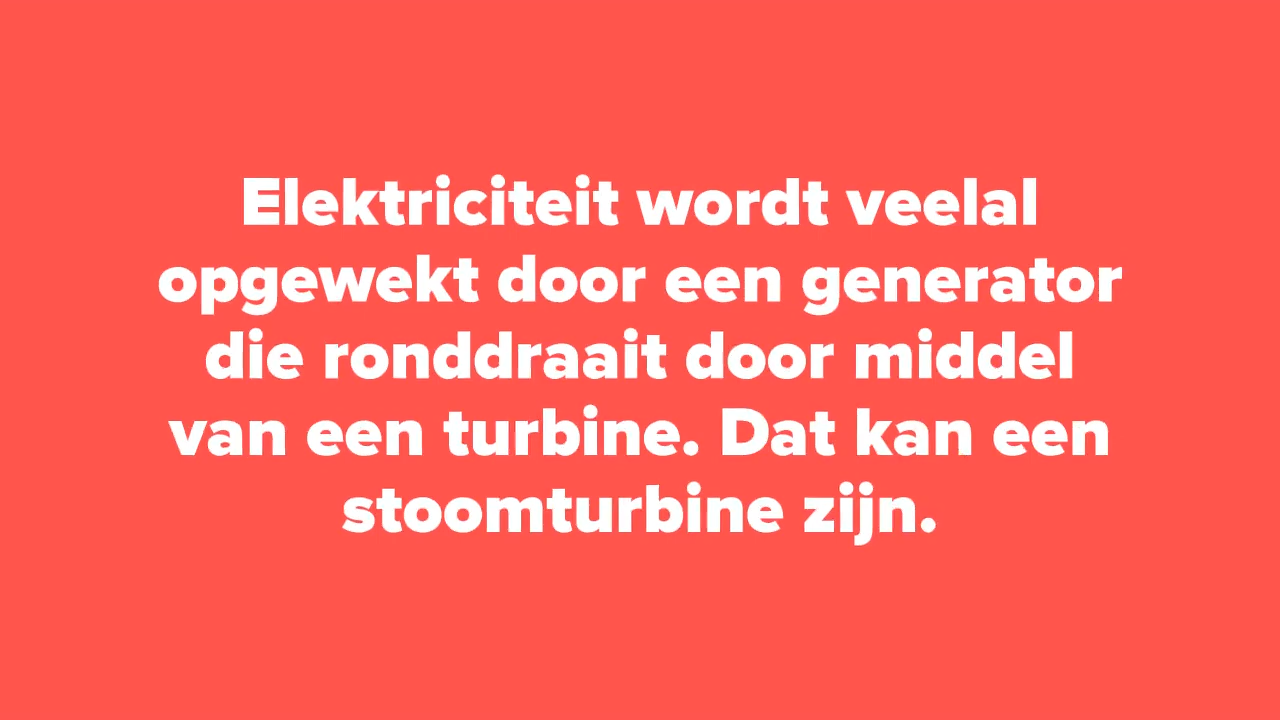 Elektriciteit wordt veelal
opgewekt door een generator
die ronddraait door middel
van een turbine. Dat kan een
stoomturbine zijn.